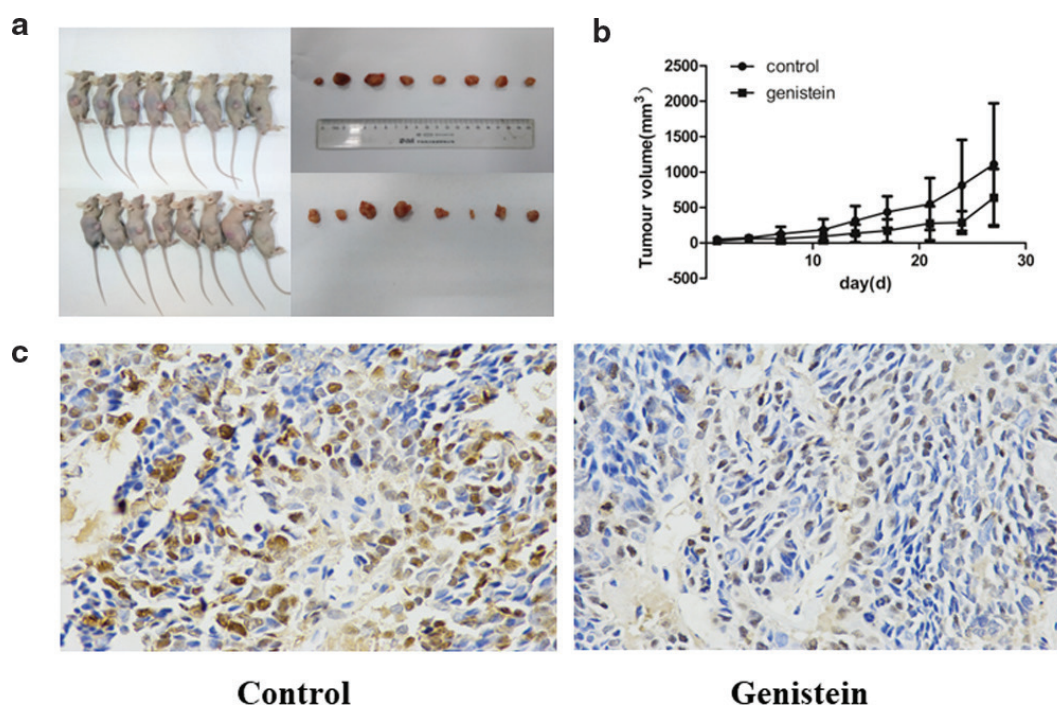 a
b
2500
2000
1500
1000
500
0
-500
Tumour volume(mm³)
control
genistein
10
20
30
day(d)
c
Control
Genistein